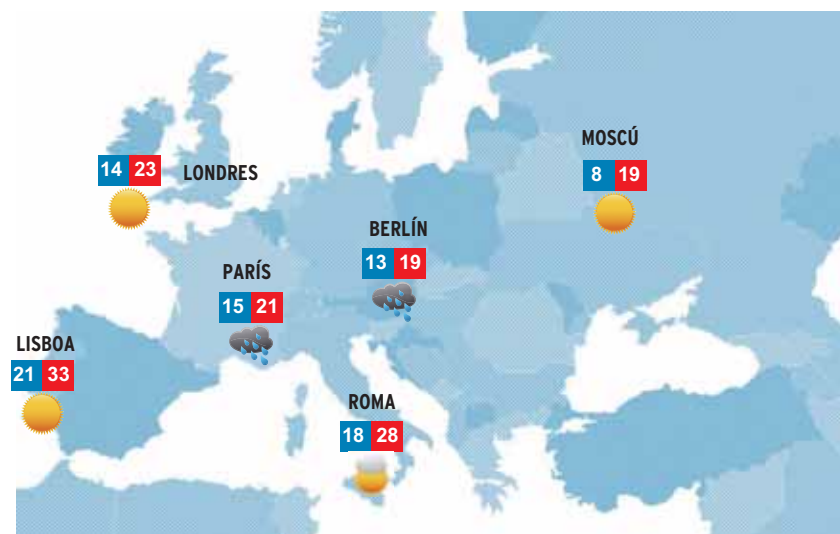 MOSCÚ
8 19
14 23
LONDRES
BERLÍN
13 19
PARÍS
15 21
LISBOA
21 33
ROMA
18 28